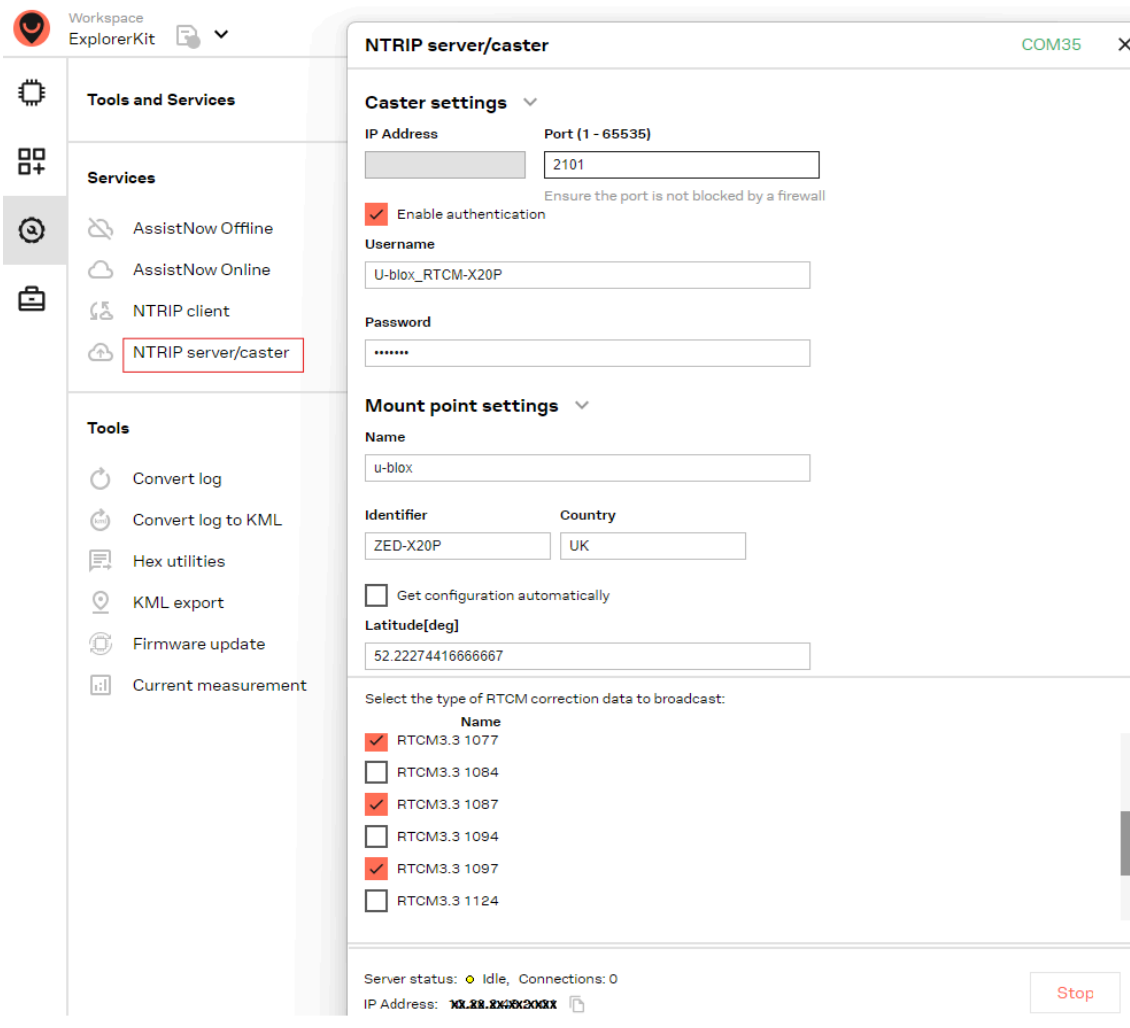 Workspace
ExplorerKit
NTRIP server/caster
COM35
Tools and Services
Services
AssistNow Offline
AssistNow Online
NTRIP client
NTRIP server/caster
Tools
Convert log
Convert log to KML
Hex utilities
KML export
Firmware update
Current measurement
Caster settings
IP Address Port (1 - 65535)
2101
Ensure the port is not blocked by a firewall
Enable authentication
Username
U-blox_RTCM-X20P
Password
•••••••
Mount point settings
Name
u-blox
Identifier Country
ZED-X20P UK
Get configuration automatically
Latitude[deg]
52.22274416666667
Select the type of RTCM correction data to broadcast:
Name
RTCM3.3 1077
RTCM3.3 1084
RTCM3.3 1087
RTCM3.3 1094
RTCM3.3 1097
RTCM3.3 1124
Server status: Idle, Connections: 0
IP Address:
Stop